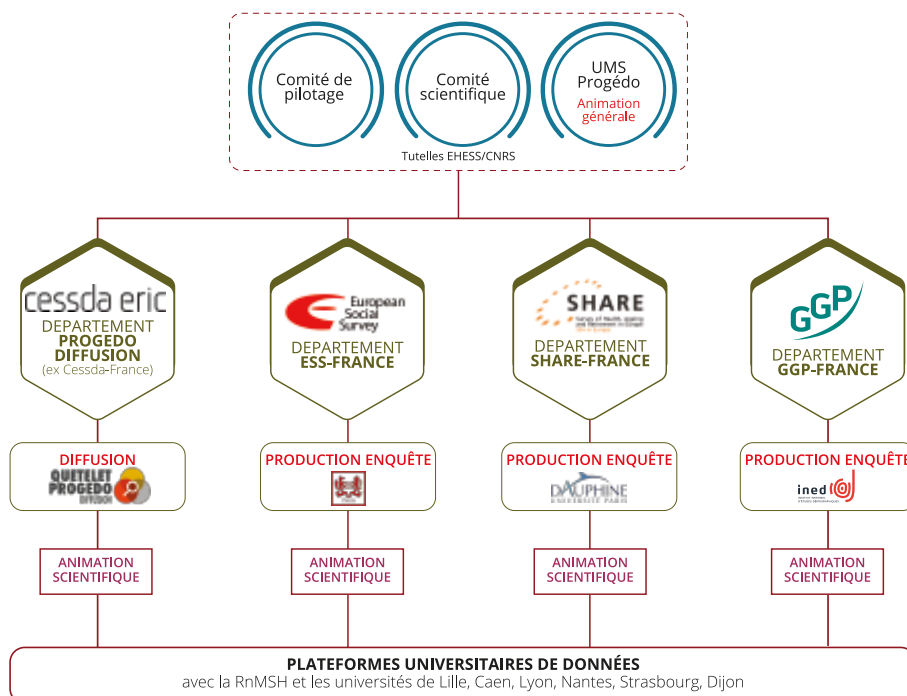 Comité de
pilotage
Comité
scientifique
UMS
Progédo
Animation
générale
Tutelles EHESS/CNRS
cessda eric
DEPARTEMENT
PROGEDO
DIFFUSION
(ex Cessda-France)
European
Social
Survey
DEPARTEMENT
ESS-FRANCE
SHARE
DEPARTEMENT
SHARE-FRANCE
GGP
DEPARTEMENT
GGP-FRANCE
DIFFUSION
QUETELET
PROGEDO
DIFFUSION
PRODUCTION ENQUÊTE
PRODUCTION ENQUÊTE
DAUPHINE
UNIVERSITÉ PARIS
PRODUCTION ENQUÊTE
ined
ANIMATION
SCIENTIFIQUE
ANIMATION
SCIENTIFIQUE
ANIMATION
SCIENTIFIQUE
ANIMATION
SCIENTIFIQUE
PLATEFORMES UNIVERSITAIRES DE DONNÉES
avec la RnMSH et les universités de Lille, Caen, Lyon, Nantes, Strasbourg, Dijon